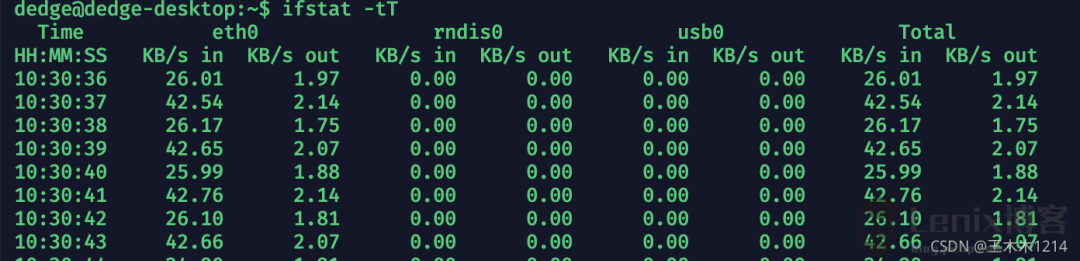 dedge@dedge-desktop:~$ ifstat -tT
Time eth0 rndis0 usb0 Total
HH:MM:SS KB/s in KB/s out KB/s in KB/s out KB/s in KB/s out KB/s in KB/s out
10:30:36 26.01 1.97 0.00 0.00 0.00 0.00 26.01 1.97
10:30:37 42.54 2.14 0.00 0.00 0.00 0.00 42.54 2.14
10:30:38 26.17 1.75 0.00 0.00 0.00 0.00 26.17 1.75
10:30:39 42.65 2.07 0.00 0.00 0.00 0.00 42.65 2.07
10:30:40 25.99 1.88 0.00 0.00 0.00 0.00 25.99 1.88
10:30:41 42.76 2.14 0.00 0.00 0.00 0.00 42.76 2.14
10:30:42 26.10 1.81 0.00 0.00 0.00 0.00 26.10 1.81
Lenix博客
10:30:43 42.66 2.07 0.00 0.00 0.00 0.00 42.66 2.07
CSDN @王木木1214